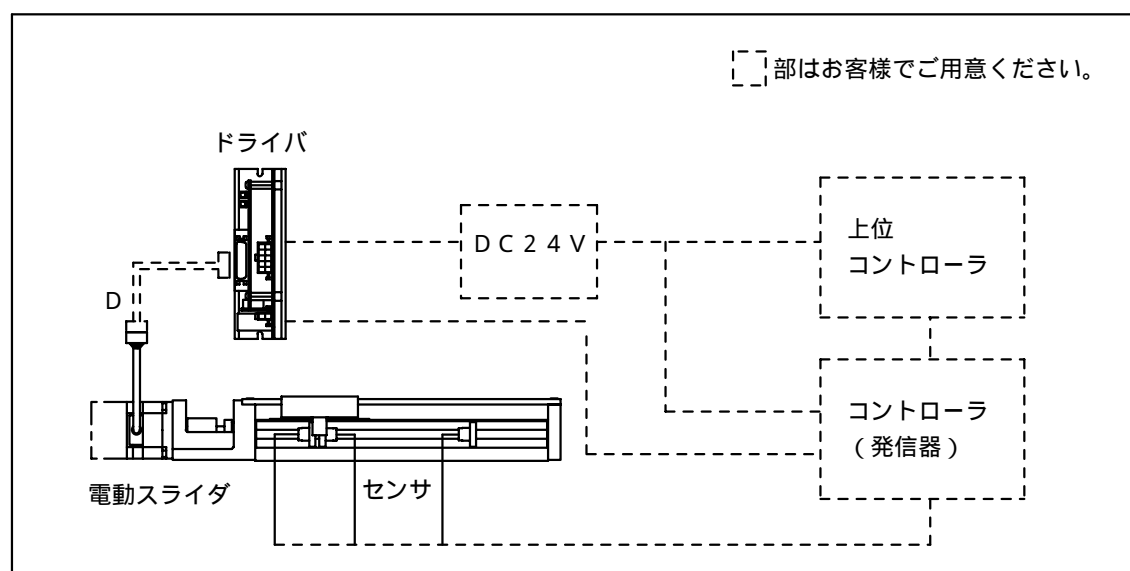 部はお客様でご用意ください。
ドライバ
DC24V
上位
コントローラ
D
コントローラ
(発信器)
電動スライダ
センサ